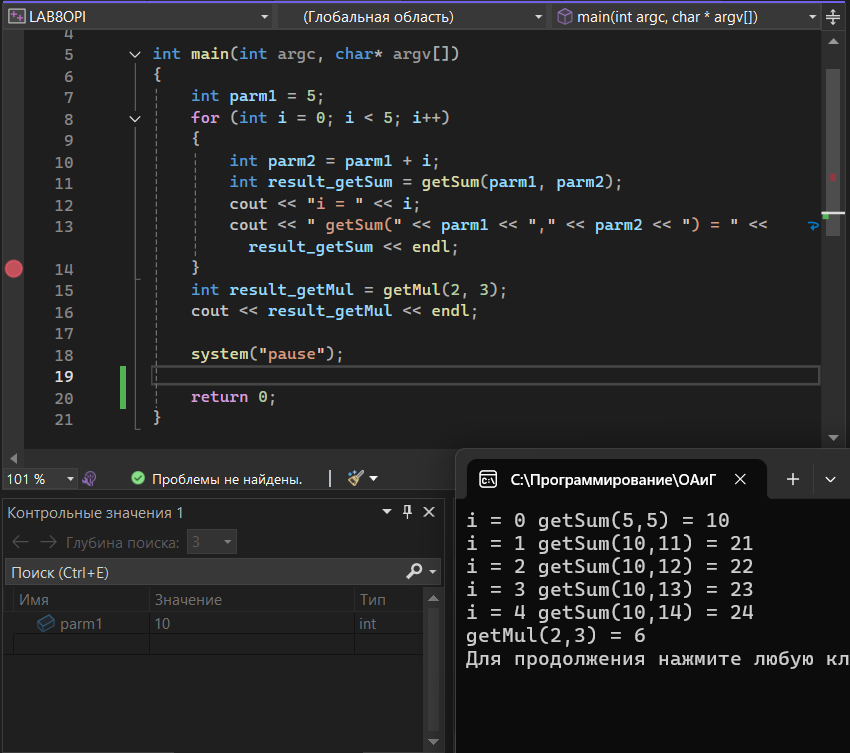 LAB8OPI (Глобальная область) main(int argc, char * argv[])
4
5 int main(int argc, char* argv[])
6 {
7 int parm1 = 5;
8 for (int i = 0; i < 5; i++)
9 {
10 int parm2 = parm1 + i;
11 int result_getSum = getSum(parm1, parm2);
12 cout << "i = " << i;
13 cout << " getSum(" << parm1 << "," << parm2 << ") = " <<
result_getSum << endl;
14 }
15 int result_getMul = getMul(2, 3);
16 cout << result_getMul << endl;
17
18 system("pause");
19
20 return 0;
21 }
101 % Проблемы не найдены.
Контрольные значения 1
Глубина поиска: 3
Поиск (Ctrl+E)
Имя Значение Тип
parm1 10 int
C:\Программирование\ОАиГ
i = 0 getSum(5,5) = 10
i = 1 getSum(10,11) = 21
i = 2 getSum(10,12) = 22
i = 3 getSum(10,13) = 23
i = 4 getSum(10,14) = 24
getMul(2,3) = 6
Для продолжения нажмите любую кл